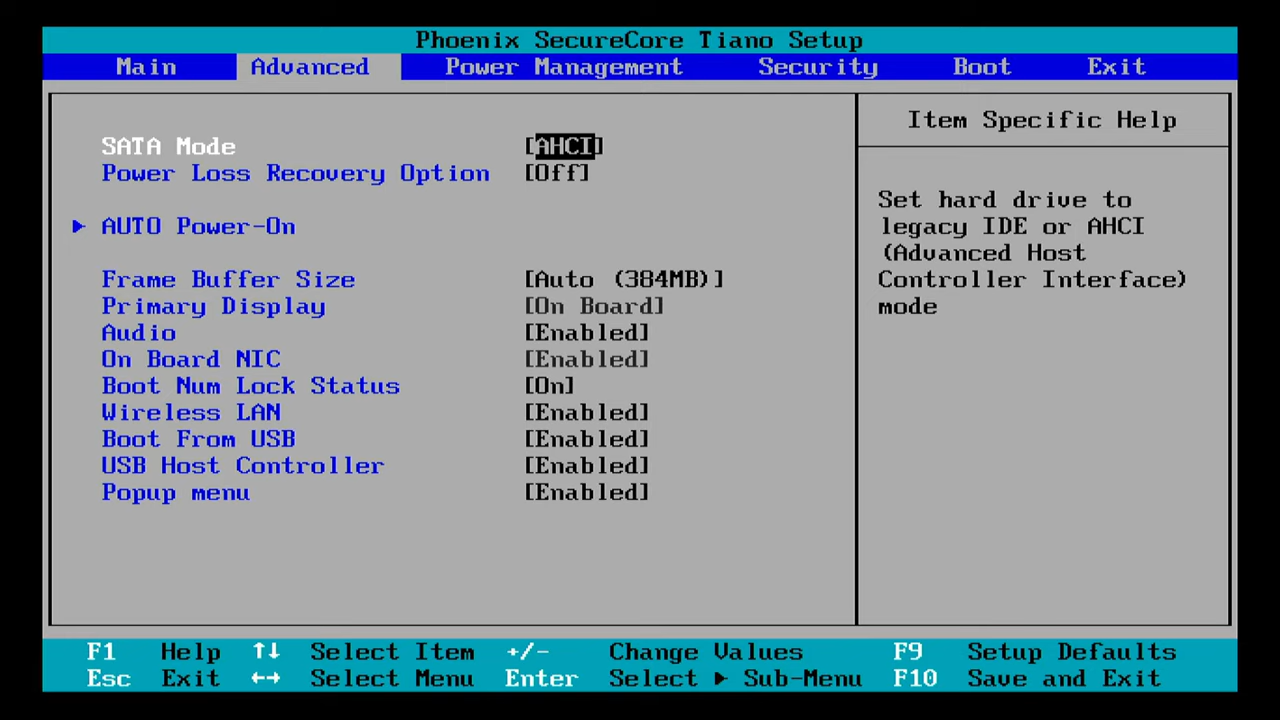 Phoenix SecureCore Tiano Setup
Main Advanced Power Management Security Boot Exit
SATA Mode [AHCI]
Power Loss Recovery Option [Off]
▶ AUTO Power-On
Frame Buffer Size [Auto (384MB)]
Primary Display [On Board]
Audio [Enabled]
On Board NIC [Enabled]
Boot Num Lock Status [On]
Wireless LAN [Enabled]
Boot From USB [Enabled]
USB Host Controller [Enabled]
Popup menu [Enabled]
Item Specific Help
Set hard drive to
legacy IDE or AHCI
(Advanced Host
Controller Interface)
mode
F1 Help ↑↓ Select Item +/- Change Values F9 Setup Defaults
Esc Exit ←→ Select Menu Enter Select ▶ Sub-Menu F10 Save and Exit